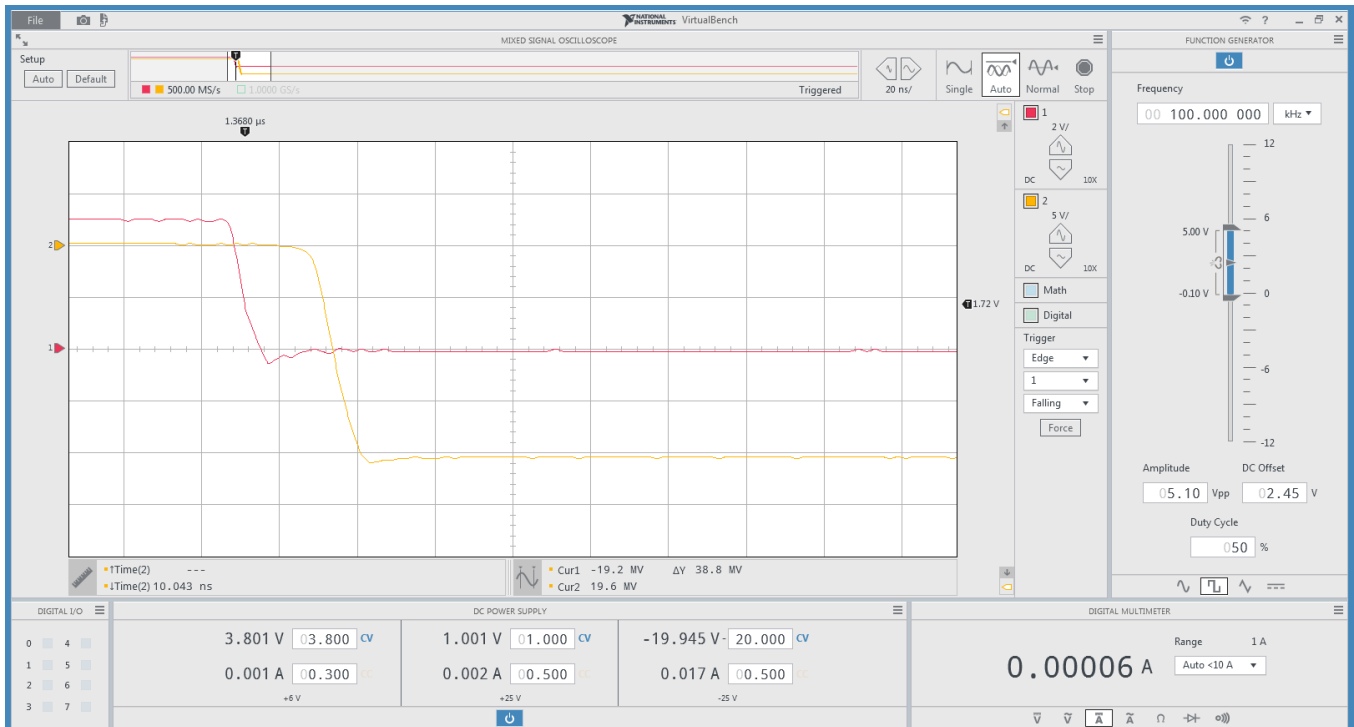 File
NATIONAL INSTRUMENTS VirtualBench
?
MIXED SIGNAL OSCILLOSCOPE
Setup
Auto Default
T
500.00 MS/s 1.0000 GS/s Triggered
20 ns/
Single Auto Normal Stop
1.3680 µs
T
2
1
T 1.72 V
1
2 V/
DC 10X
2
5 V/
DC 10X
Math
Digital
Trigger
Edge
1
Falling
Force
↑Time(2) ---
↓Time(2) 10.043 ns
Cur1 -19.2 MV ΔY 38.8 MV
Cur2 19.6 MV
FUNCTION GENERATOR
Frequency
00 100.000 000 kHz
12
6
5.00 V
-0.10 V
0
-6
-12
Amplitude DC Offset
05.10 Vpp 02.45 V
Duty Cycle
050 %
DIGITAL I/O
0 4
1 5
2 6
3 7
DC POWER SUPPLY
3.801 V 03.800 CV
0.001 A 00.300 CC
+6 V
1.001 V 01.000 CV
0.002 A 00.500 CC
+25 V
-19.945 V - 20.000 CV
0.017 A 00.500 CC
-25 V
DIGITAL MULTIMETER
0.00006 A
Range 1 A
Auto <10 A
V V A A Ω